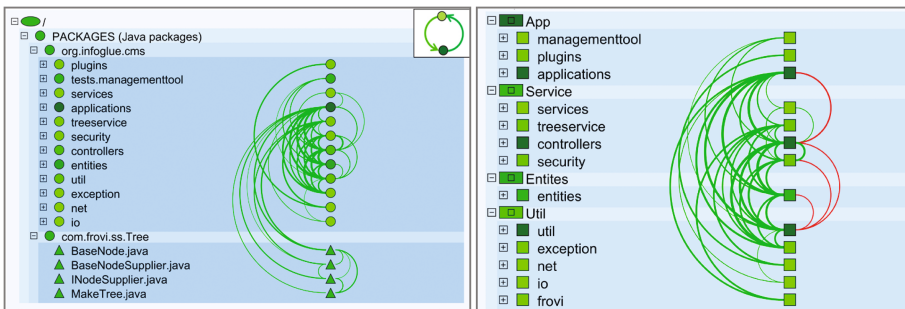 /
PACKAGES (Java packages)
org.infoglue.cms
plugins
tests.managementtool
services
applications
treeservice
security
controllers
entities
util
exception
net
io
com.frovi.ss.Tree
BaseNode.java
BaseNodeSupplier.java
INodeSupplier.java
MakeTree.java
App
managementtool
plugins
applications
Service
services
treeservice
controllers
security
Entites
entities
Util
util
exception
net
io
frovi